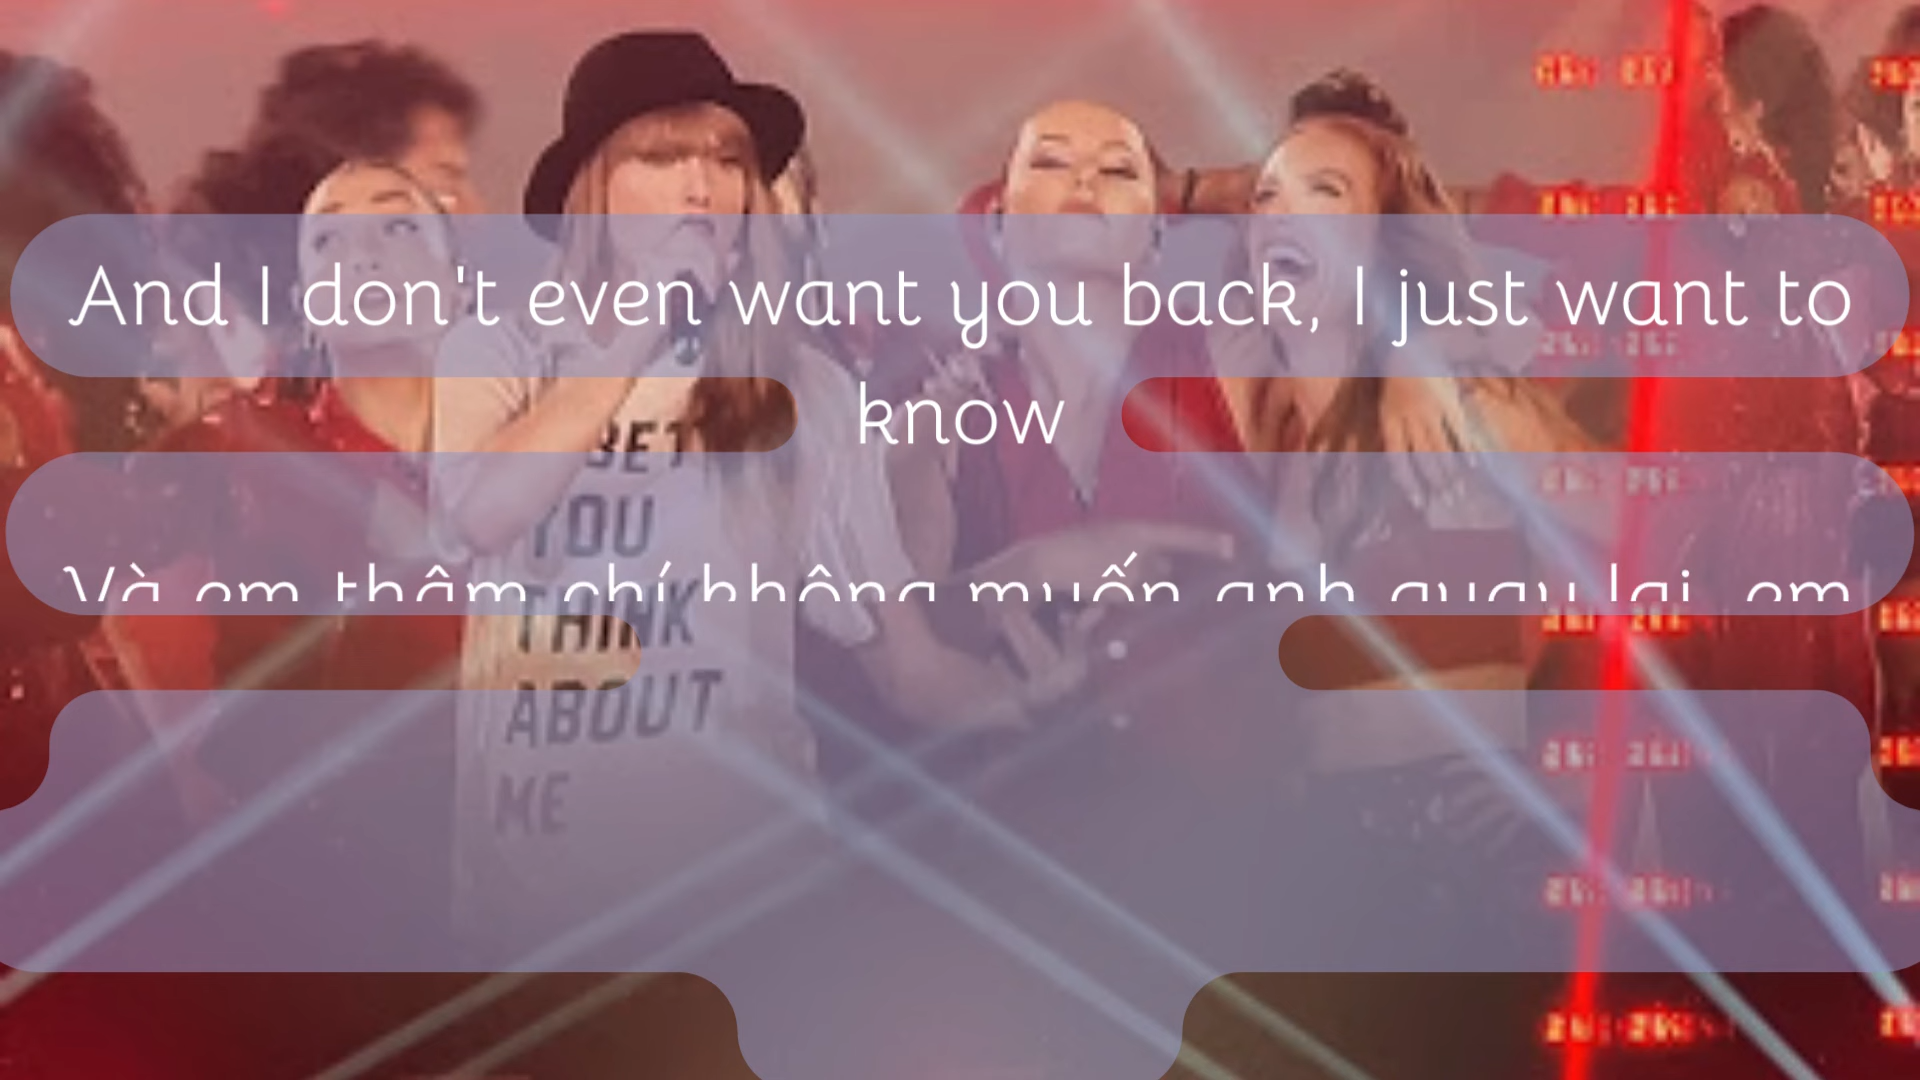 And I don't even want you back, I just want to
know
Và em thậm chí không muốn anh quay lại, em
BET
YOU
THINK
ABOUT
ME